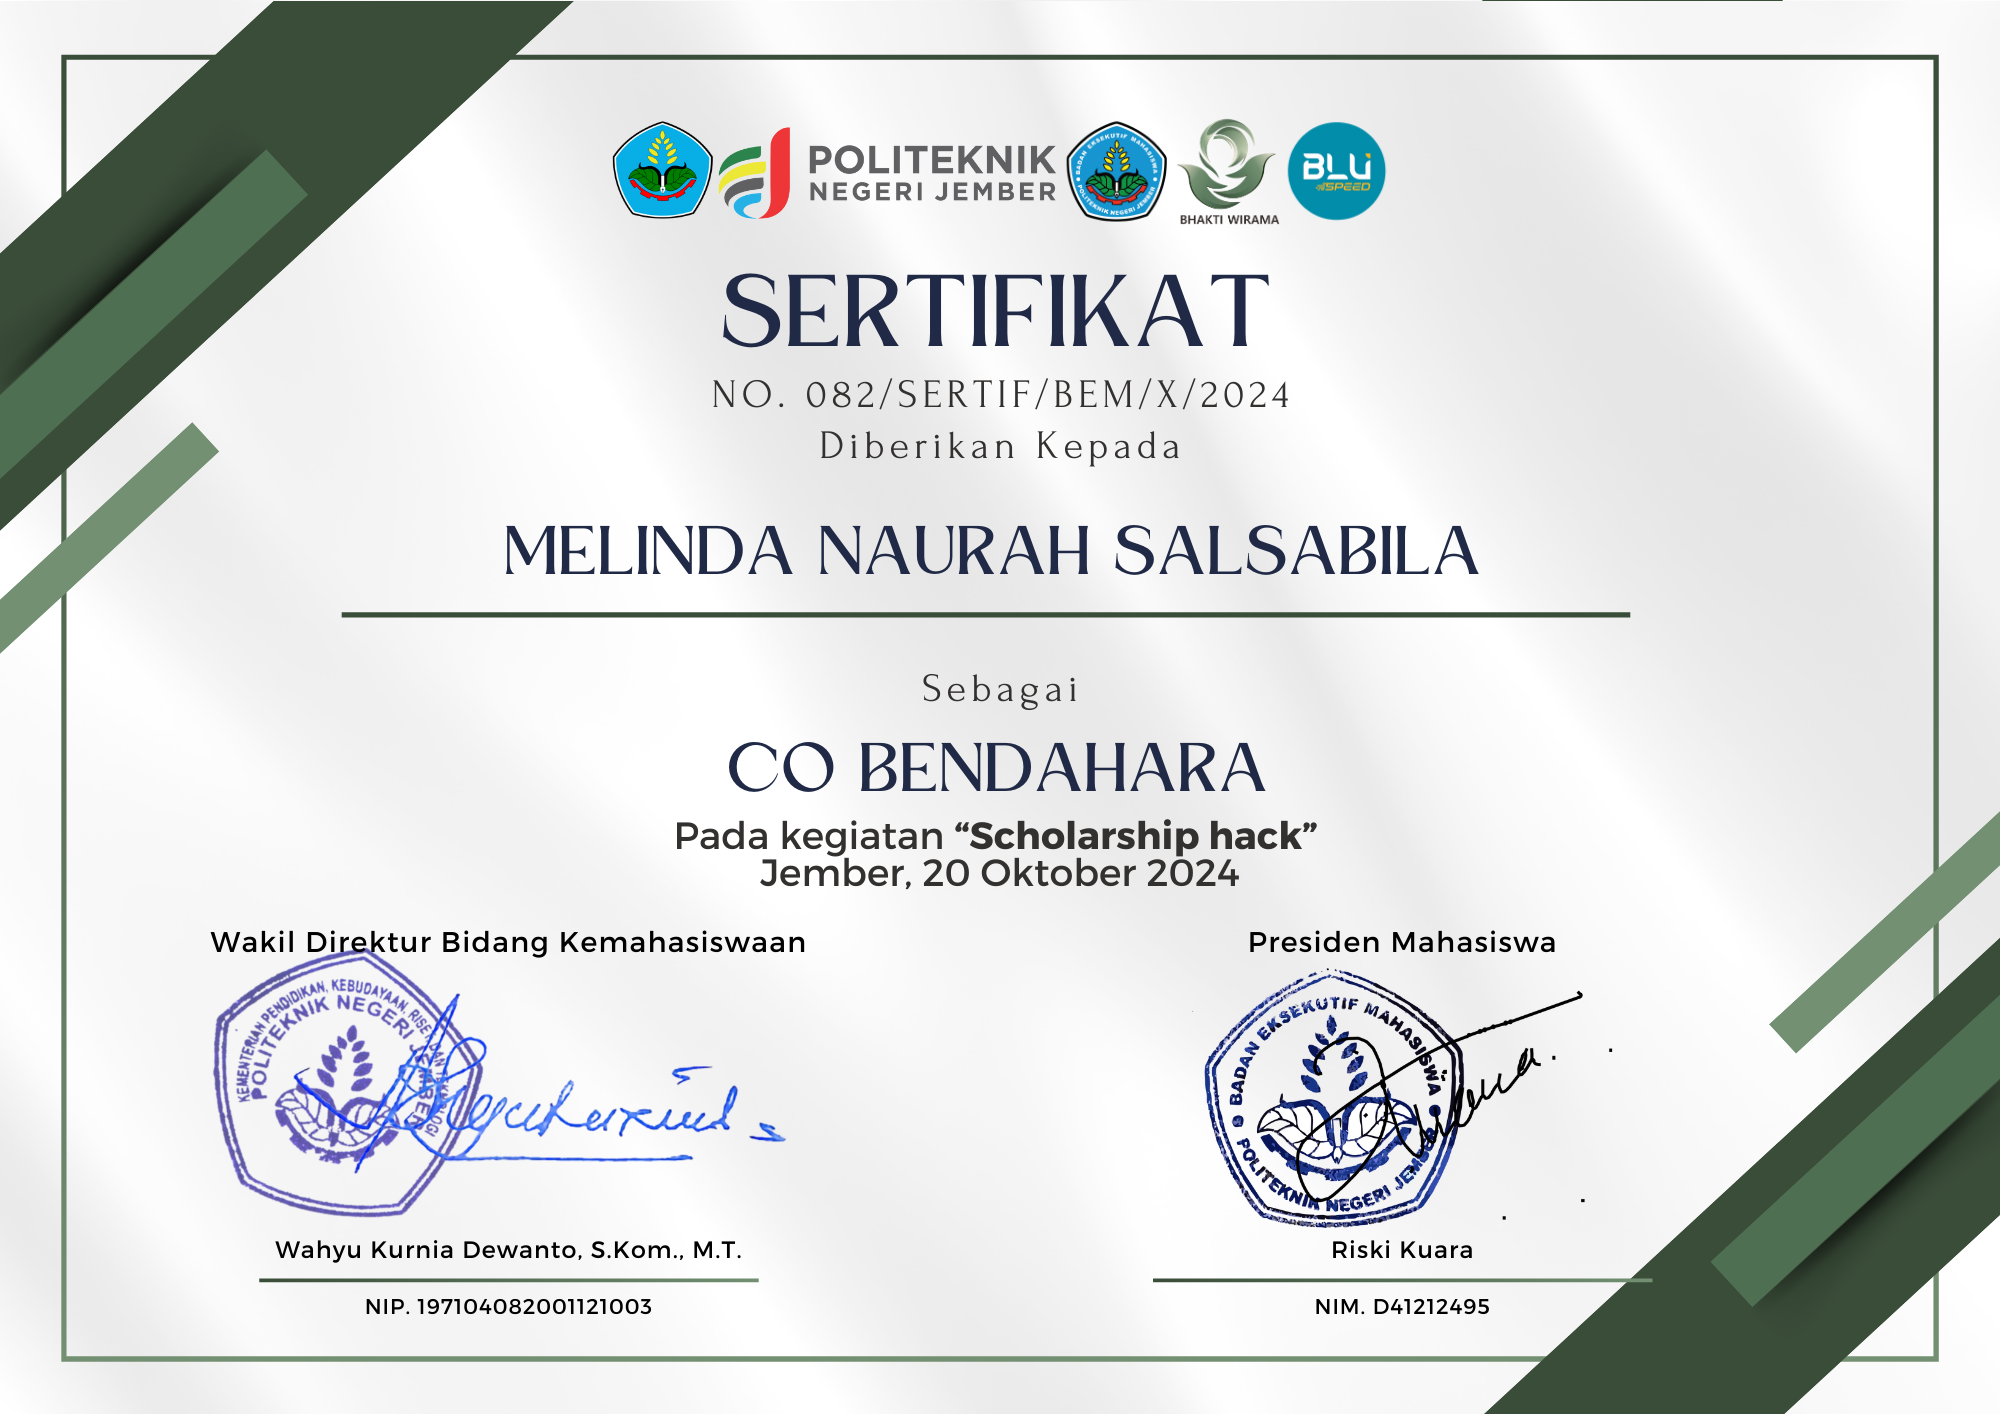 POLITEKNIK
NEGERI JEMBER
BADAN EKSEKUTIF MAHASISWA
POLITEKNIK NEGERI JEMBER
BHAKTI WIRAMA
BLU
SPEED
SERTIFIKAT
NO. 082/SERTIF/BEM/X/2024
Diberikan Kepada
MELINDA NAURAH SALSABILA
Sebagai
CO BENDAHARA
Pada kegiatan “Scholarship hack”
Jember, 20 Oktober 2024
Wakil Direktur Bidang Kemahasiswaan
KEMENTERIAN PENDIDIKAN, KEBUDAYAAN, RISET, DAN TEKNOLOGI
POLITEKNIK NEGERI JEMBER
Wahyu Kurnia Dewanto, S.Kom., M.T.
NIP. 197104082001121003
Presiden Mahasiswa
BADAN EKSEKUTIF MAHASISWA
POLITEKNIK NEGERI JEMBER
Riski Kuara
NIM. D41212495